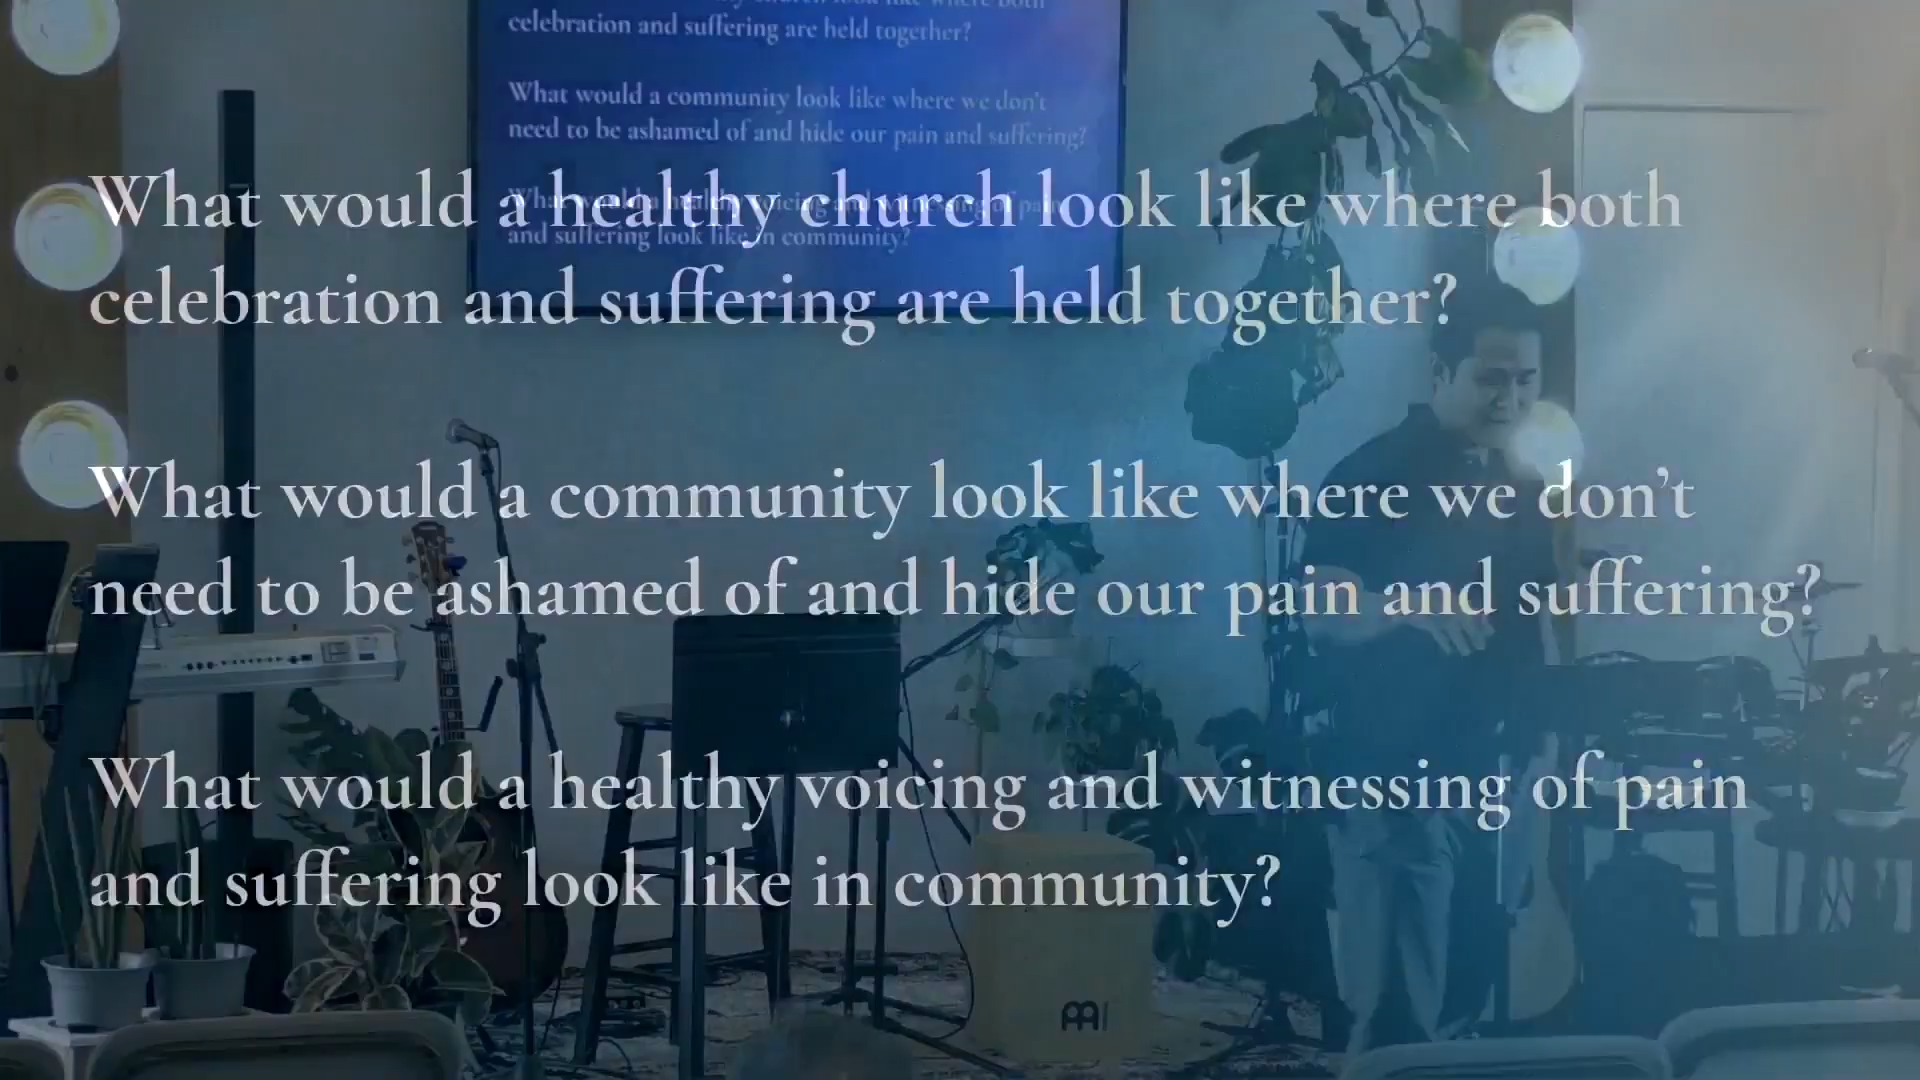 celebration and suffering are held together?
What would a community look like where we don't
need to be ashamed of and hide our pain and suffering?
and suffering look like in community?
What would a healthy church look like where both
celebration and suffering are held together?
What would a community look like where we don't
need to be ashamed of and hide our pain and suffering?
What would a healthy voicing and witnessing of pain
and suffering look like in community?